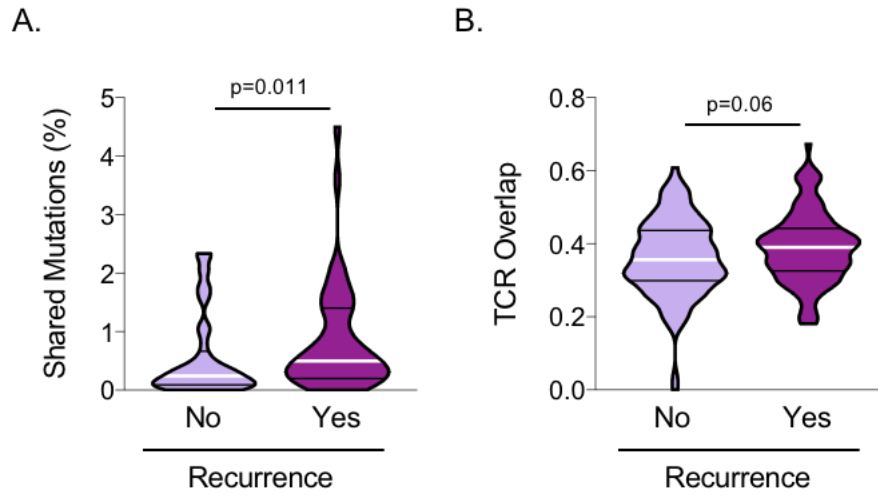 A.
p=0.011
Shared Mutations (%)
5
4
3
2
1
0
No Yes
Recurrence
B.
p=0.06
TCR Overlap
0.8
0.6
0.4
0.2
0.0
No Yes
Recurrence